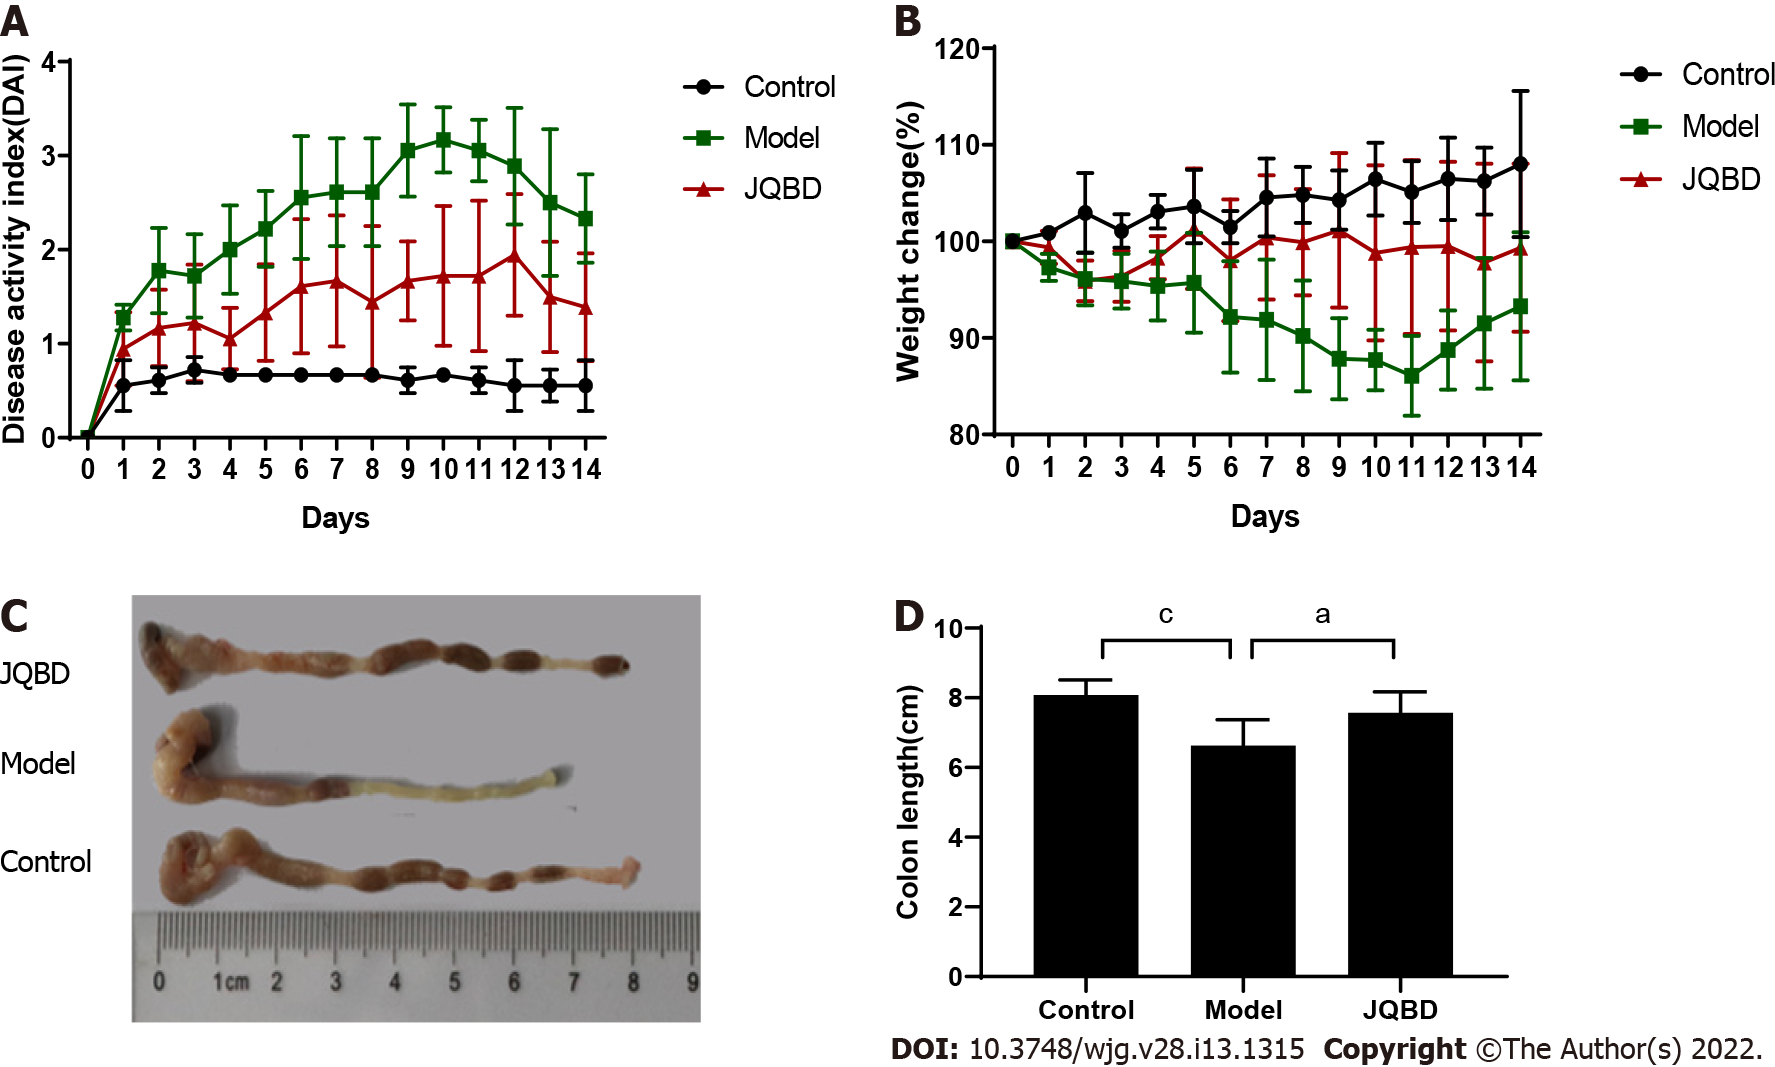 A
Disease activity index(DAI)
4
3
2
1
0
0 1 2 3 4 5 6 7 8 9 10 11 12 13 14
Days
Control
Model
JQBD
B
Weight change(%)
120
110
100
90
80
0 1 2 3 4 5 6 7 8 9 10 11 12 13 14
Days
Control
Model
JQBD
C
JQBD
Model
Control
0 1cm 2 3 4 5 6 7 8 9
D
Colon length(cm)
10
8
6
4
2
0
c a
Control Model JQBD
DOI: 10.3748/wjg.v28.i13.1315 Copyright ©The Author(s) 2022.